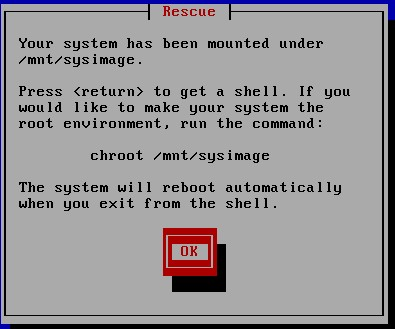 Rescue
Your system has been mounted under
/mnt/sysimage.
Press <return> to get a shell. If you
would like to make your system the
root environment, run the command:
chroot /mnt/sysimage
The system will reboot automatically
when you exit from the shell.
OK